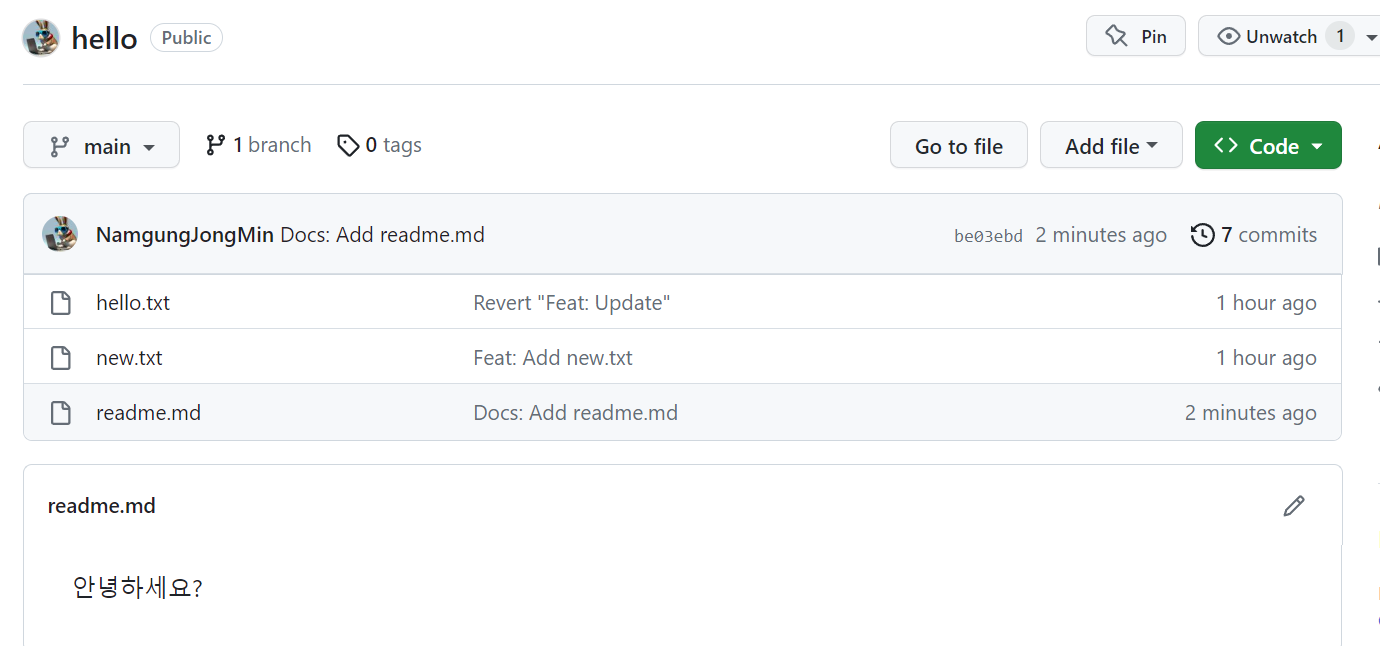 hello Public Pin Unwatch 1
main 1 branch 0 tags Go to file Add file Code
NamgungJongMin Docs: Add readme.md be03ebd 2 minutes ago 7 commits
hello.txt Revert "Feat: Update" 1 hour ago
new.txt Feat: Add new.txt 1 hour ago
readme.md Docs: Add readme.md 2 minutes ago
readme.md
안녕하세요?